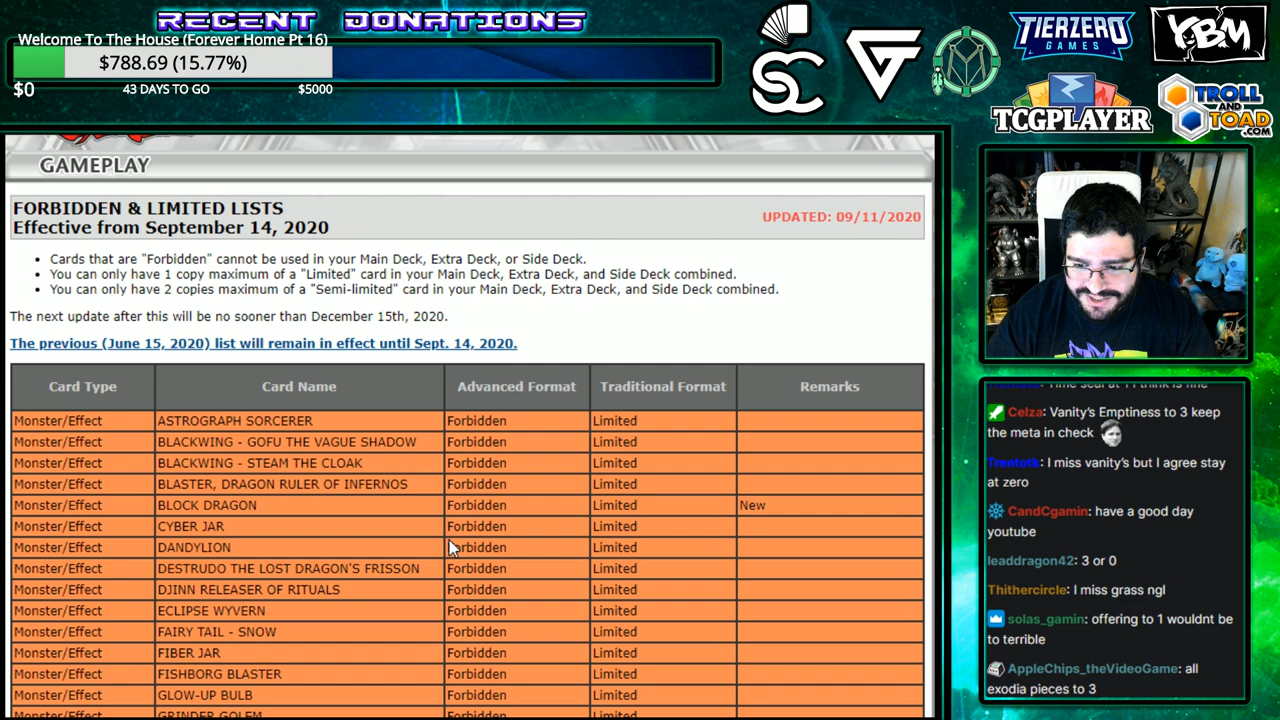 RECENT DONATIONS
Welcome To The House (Forever Home Pt 16)
$788.69 (15.77%)
$0 43 DAYS TO GO $5000
SC
TIERZERO
GAMES
YBM
TCGPLAYER
TROLL
AND
TOAD
.COM
GAMEPLAY
FORBIDDEN & LIMITED LISTS
Effective from September 14, 2020
UPDATED: 09/11/2020
• Cards that are "Forbidden" cannot be used in your Main Deck, Extra Deck, or Side Deck.
• You can only have 1 copy maximum of a "Limited" card in your Main Deck, Extra Deck, and Side Deck combined.
• You can only have 2 copies maximum of a "Semi-limited" card in your Main Deck, Extra Deck, and Side Deck combined.
The next update after this will be no sooner than December 15th, 2020.
The previous (June 15, 2020) list will remain in effect until Sept. 14, 2020.
Card Type Card Name Advanced Format Traditional Format Remarks
Monster/Effect ASTROGRAPH SORCERER Forbidden Limited
Monster/Effect BLACKWING - GOFU THE VAGUE SHADOW Forbidden Limited
Monster/Effect BLACKWING - STEAM THE CLOAK Forbidden Limited
Monster/Effect BLASTER, DRAGON RULER OF INFERNOS Forbidden Limited
Monster/Effect BLOCK DRAGON Forbidden Limited New
Monster/Effect CYBER JAR Forbidden Limited
Monster/Effect DANDYLION Forbidden Limited
Monster/Effect DESTRUDO THE LOST DRAGON'S FRISSON Forbidden Limited
Monster/Effect DJINN RELEASER OF RITUALS Forbidden Limited
Monster/Effect ECLIPSE WYVERN Forbidden Limited
Monster/Effect FAIRY TAIL - SNOW Forbidden Limited
Monster/Effect FIBER JAR Forbidden Limited
Monster/Effect FISHBORG BLASTER Forbidden Limited
Monster/Effect GLOW-UP BULB Forbidden Limited
Monster/Effect GRINDER GOLEM Forbidden Limited
Celza: Vanity's Emptiness to 3 keep
the meta in check
Trentotk: I miss vanity's but I agree stay
at zero
CandCgamin: have a good day
youtube
leaddragon42: 3 or 0
Thithercircle: I miss grass ngl
solas_gamin: offering to 1 wouldnt be
to terrible
AppleChips_theVideoGame: all
exodia pieces to 3